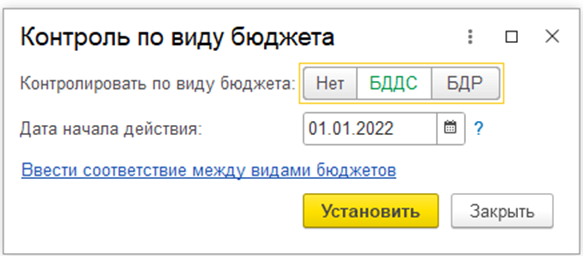 Контроль по виду бюджета
Контролировать по виду бюджета: Нет БДДС БДР
Дата начала действия: 01.01.2022 ?
Ввести соответствие между видами бюджетов
Установить Закрыть